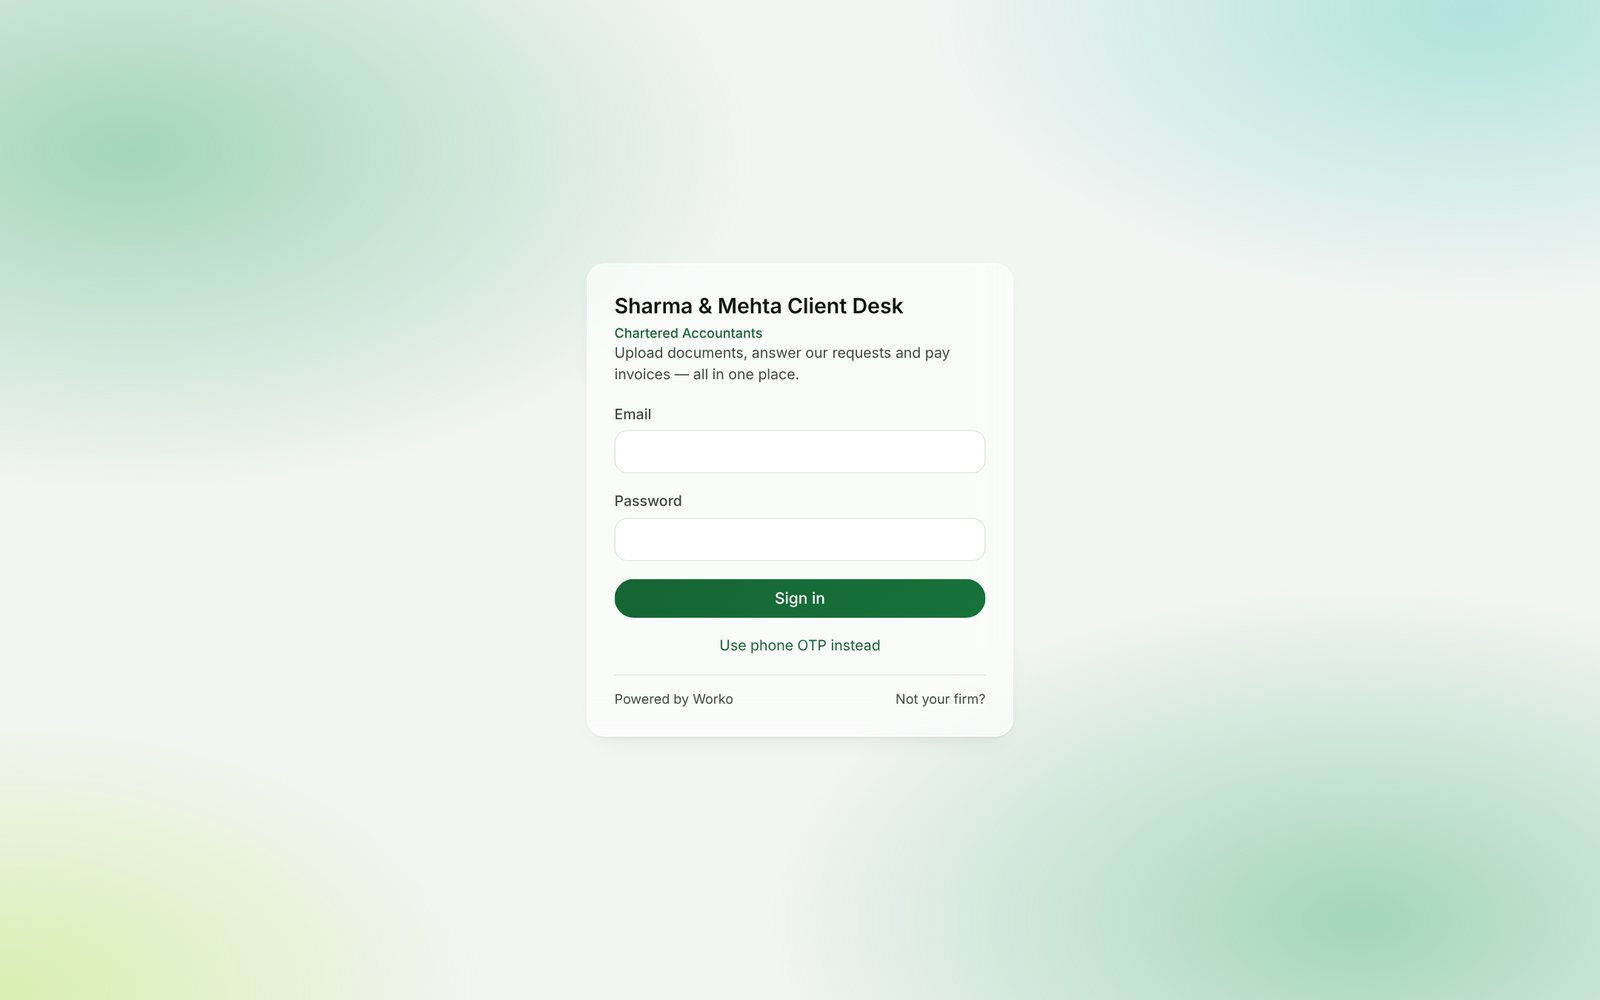 Sharma & Mehta Client Desk
Chartered Accountants
Upload documents, answer our requests and pay
invoices — all in one place.
Email
Password
Sign in
Use phone OTP instead
Powered by Worko
Not your firm?